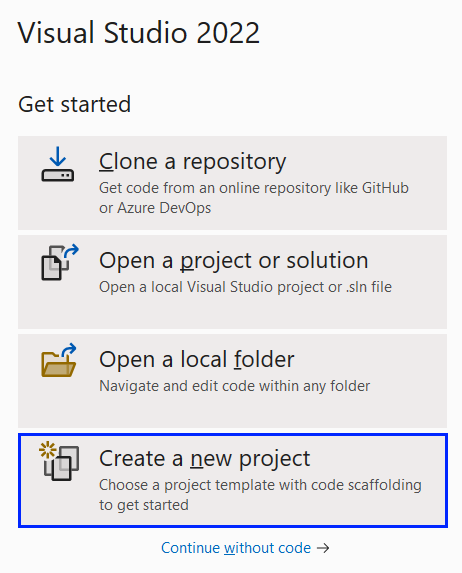 Visual Studio 2022
Get started
Clone a repository
Get code from an online repository like GitHub
or Azure DevOps
Open a project or solution
Open a local Visual Studio project or .sln file
Open a local folder
Navigate and edit code within any folder
Create a new project
Choose a project template with code scaffolding
to get started
Continue without code →